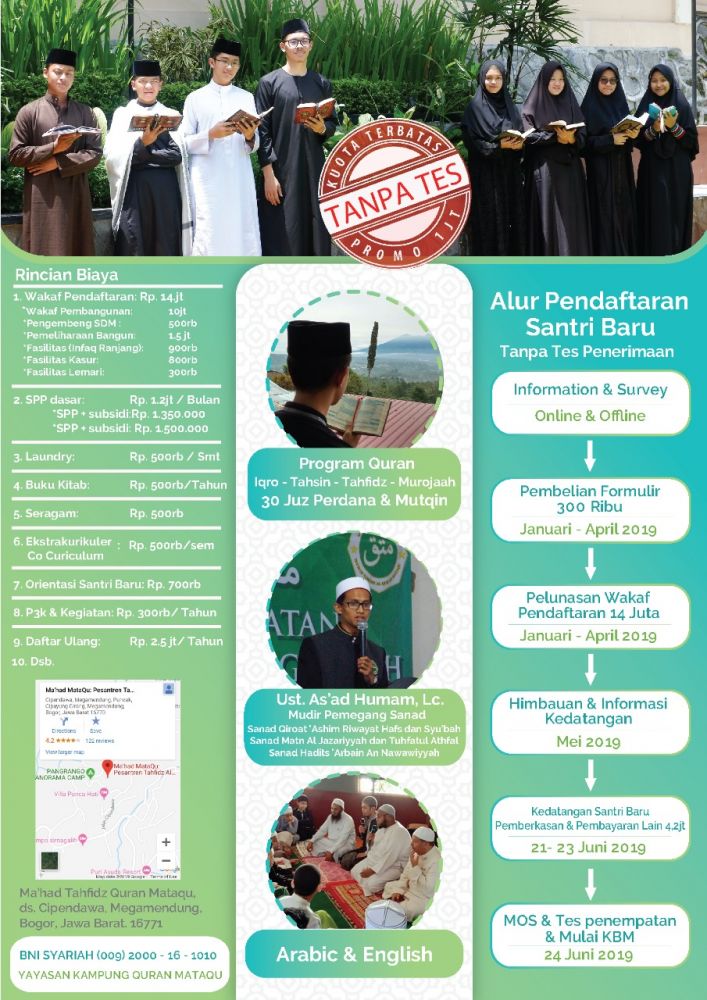 KUOTA TERBATAS
TANPA TES
PROMO 1JT
Rincian Biaya
1. Wakaf Pendaftaran: Rp. 14.jt
*Wakaf Pembangunan: 10jt
*Pengembeng SDM : 500rb
*Pemeliharaan Bangun: 1.5 jt
*Fasilitas (Infaq Ranjang): 900rb
*Fasilitas Kasur: 800rb
*Fasilitas Lemari: 300rb
2. SPP dasar: Rp. 1.2jt / Bulan
*SPP + subsidi:Rp. 1.350.000
*SPP + subsidi: Rp. 1.500.000
3. Laundry: Rp. 500rb / Smt
4. Buku Kitab: Rp. 500rb/Tahun
5. Seragam: Rp. 500rb
6. Ekstrakurikuler : Rp. 500rb/sem
Co Curiculum
7. Orientasi Santri Baru: Rp. 700rb
8. P3k & Kegiatan: Rp. 300rb/ Tahun
9. Daftar Ulang: Rp. 2.5 jt/ Tahun
10. Dsb.
Ma'had MataQu: Pesantren Ta...
Cipendawa, Megamendung, Puncak,
Bogor, Jawa Barat 16770
Directions Save
4.2 122 reviews
View larger map
PANGRANGO
PANORAMA CAMP
Ma'had MataQu
Pesantren Tahfidz Al...
Villa Ponco Hati
Puri Ayuda Resort
Ma'had Tahfidz Quran Mataqu,
ds. Cipendawa, Megamendung,
Bogor, Jawa Barat. 16771
BNI SYARIAH (009) 2000 - 16 - 1010
YAYASAN KAMPUNG QURAN MATAQU
Program Quran
Iqro - Tahsin - Tahfidz - Murojaah
30 Juz Perdana & Mutqin
متق
ATAN
H
Ust. As'ad Humam, Lc.
Mudir Pemegang Sanad
Sanad Qiroat 'Ashim Riwayat Hafs dan Syu'bah
Sanad Matn Al Jazariyyah dan Tuhfatul Athfal
Sanad Hadits 'Arbain An Nawawiyyah
Arabic & English
Alur Pendaftaran
Santri Baru
Tanpa Tes Penerimaan
Information & Survey
Online & Offline
Pembelian Formulir
300 Ribu
Januari - April 2019
Pelunasan Wakaf
Pendaftaran 14 Juta
Januari - April 2019
Himbauan & Informasi
Kedatangan
Mei 2019
Kedatangan Santri Baru
Pemberkasan & Pembayaran Lain 4,2jt
21- 23 Juni 2019
MOS & Tes penempatan
& Mulai KBM
24 Juni 2019